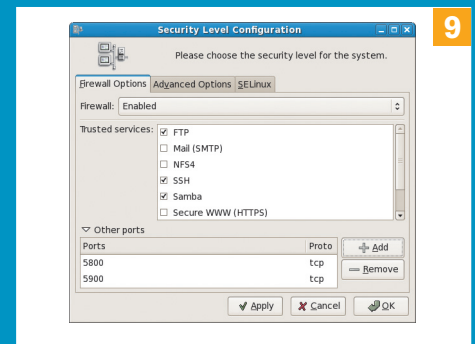 9
Security Level Configuration
Please choose the security level for the system.
Firewall Options Advanced Options SELinux
Firewall: Enabled
Trusted services:
FTP
Mail (SMTP)
NFS4
SSH
Samba
Secure WWW (HTTPS)
Other ports
Ports Proto
5800 tcp
5900 tcp
Add
Remove
Apply Cancel OK